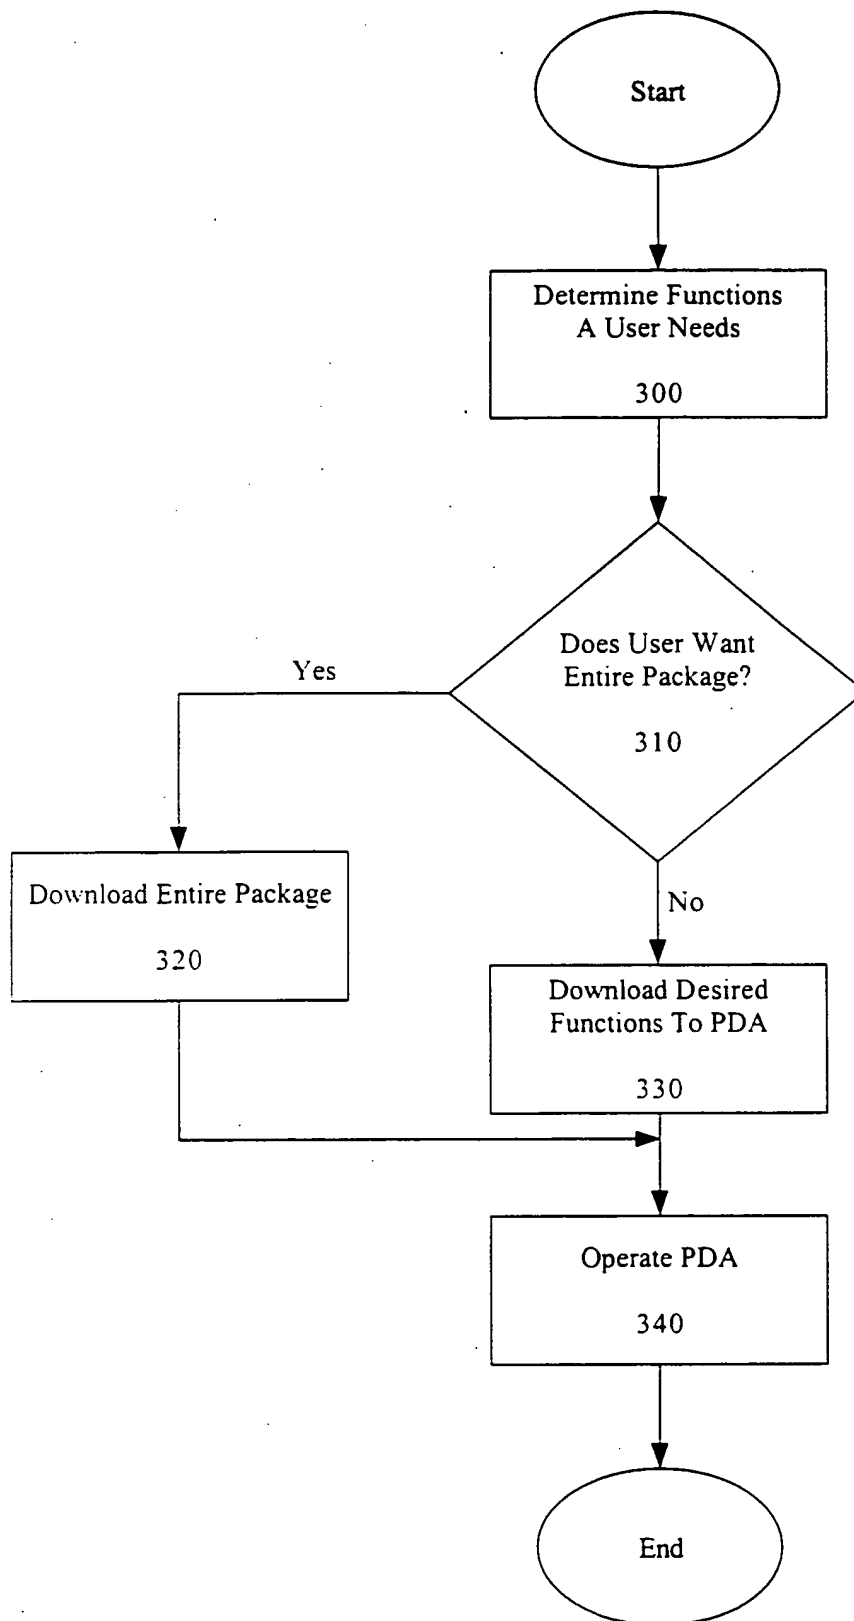 Start
Determine Functions
A User Needs
300
Does User Want
Entire Package?
310
Yes
No
Download Entire Package
320
Download Desired
Functions To PDA
330
Operate PDA
340
End